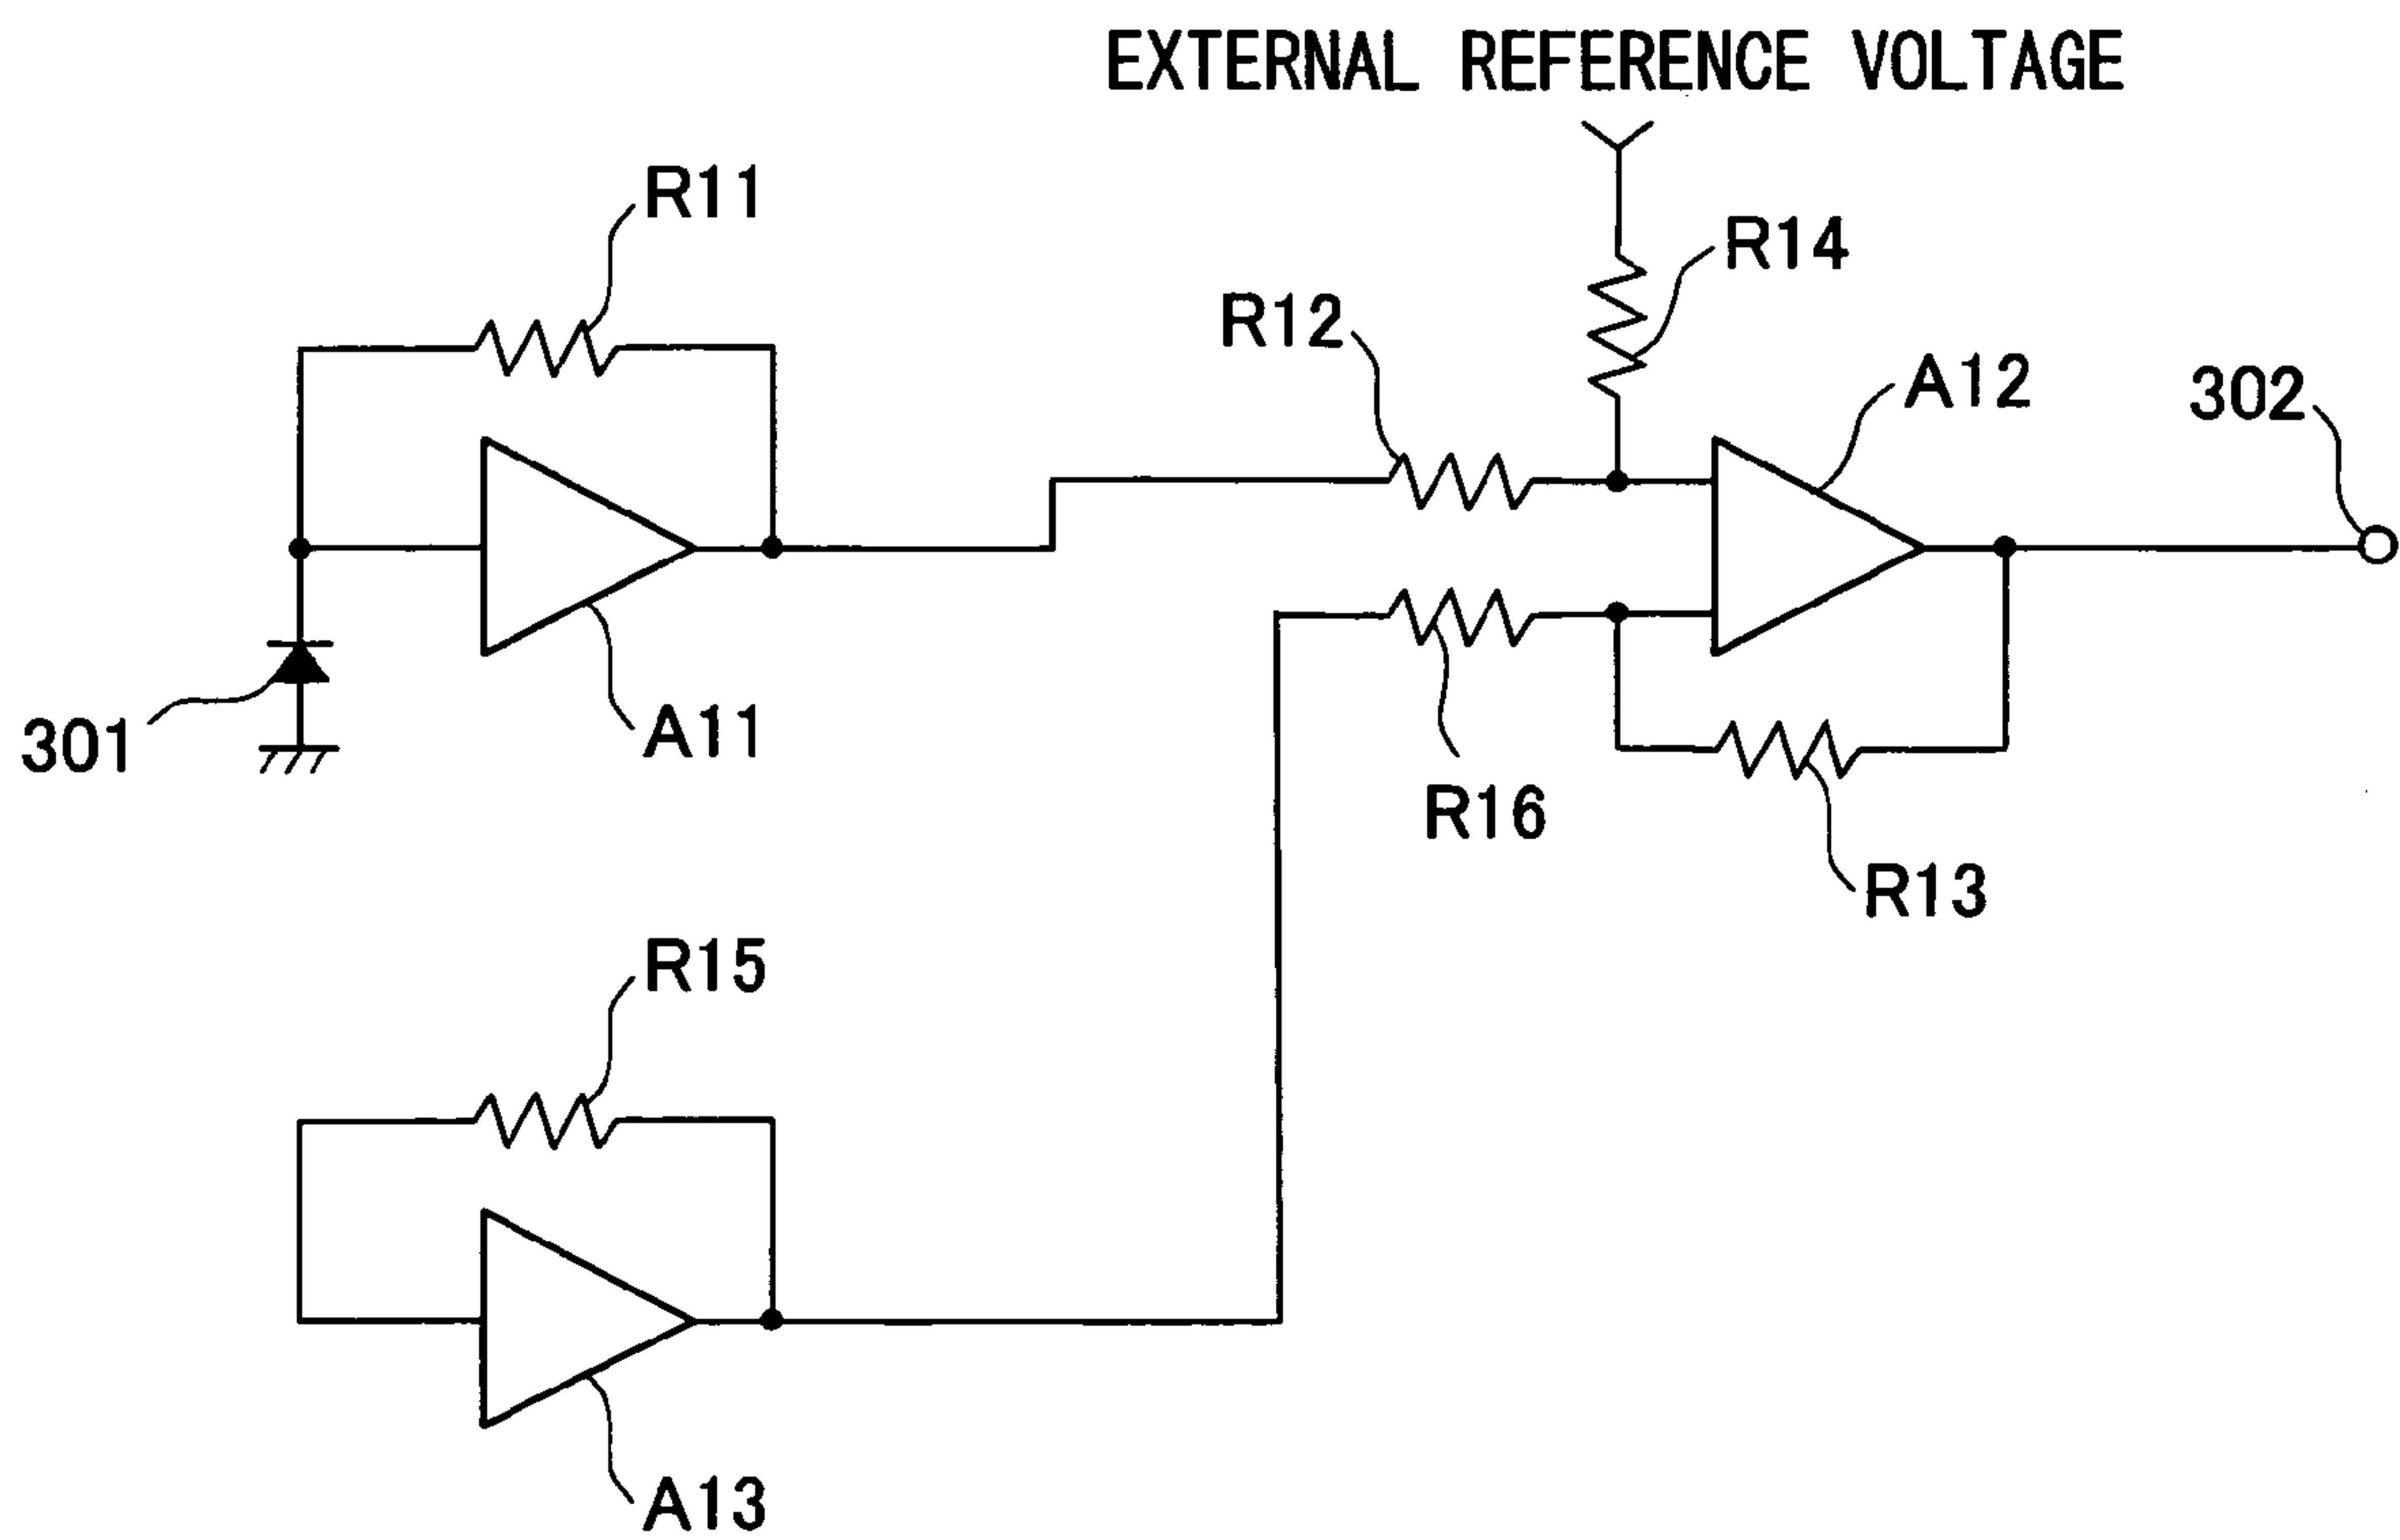 EXTERNAL REFERENCE VOLTAGE
R11
R14
R12
A12
302
301
A11
R16
R13
R15
A13